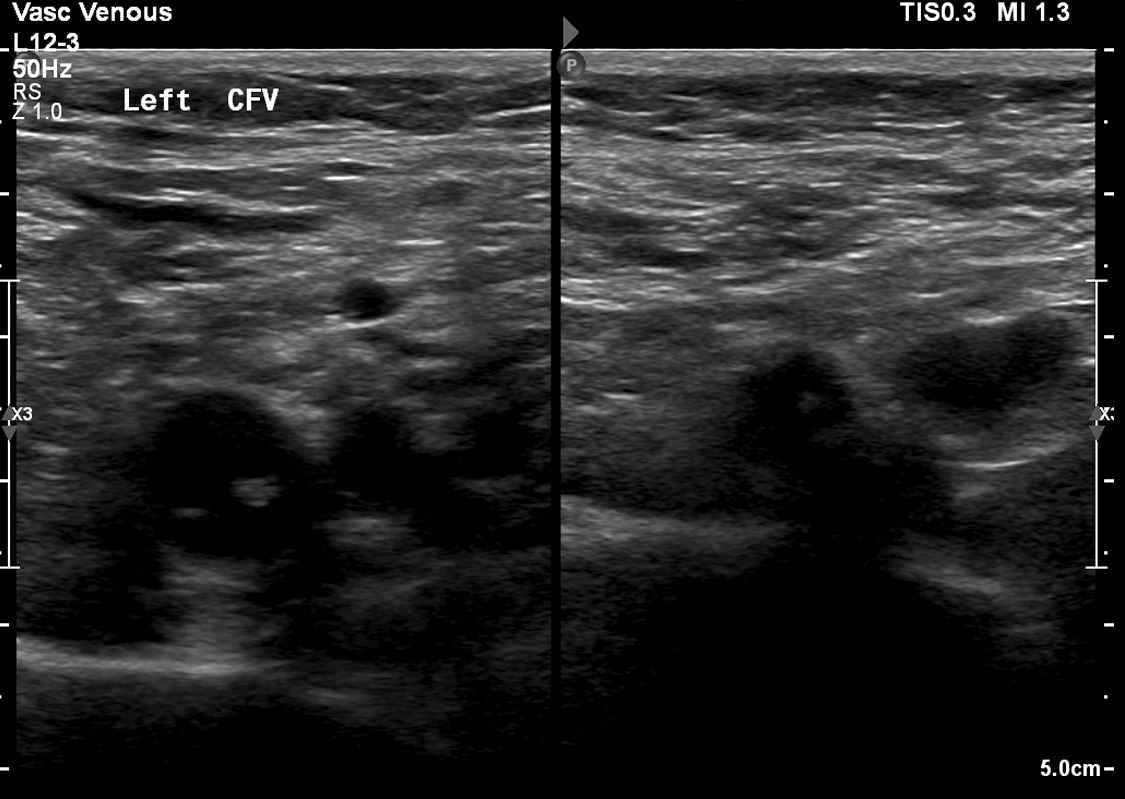 Vasc Venous
TIS0.3 MI 1.3
L12-3
50Hz
RS
Z 1.0
Left CFV
P
X3
X3
5.0cm